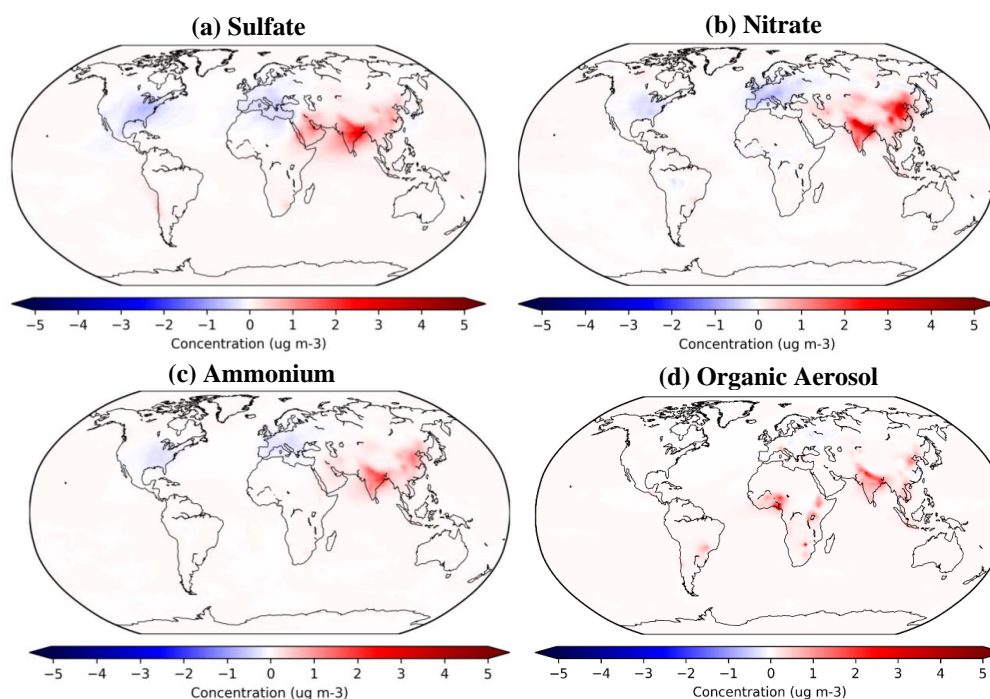 (a) Sulfate
(b) Nitrate
−5 −4 −3 −2 −1 0 1 2 3 4 5
Concentration (ug m-3)
−5 −4 −3 −2 −1 0 1 2 3 4 5
Concentration (ug m-3)
(c) Ammonium
(d) Organic Aerosol
−5 −4 −3 −2 −1 0 1 2 3 4 5
Concentration (ug m-3)
−5 −4 −3 −2 −1 0 1 2 3 4 5
Concentration (ug m-3)